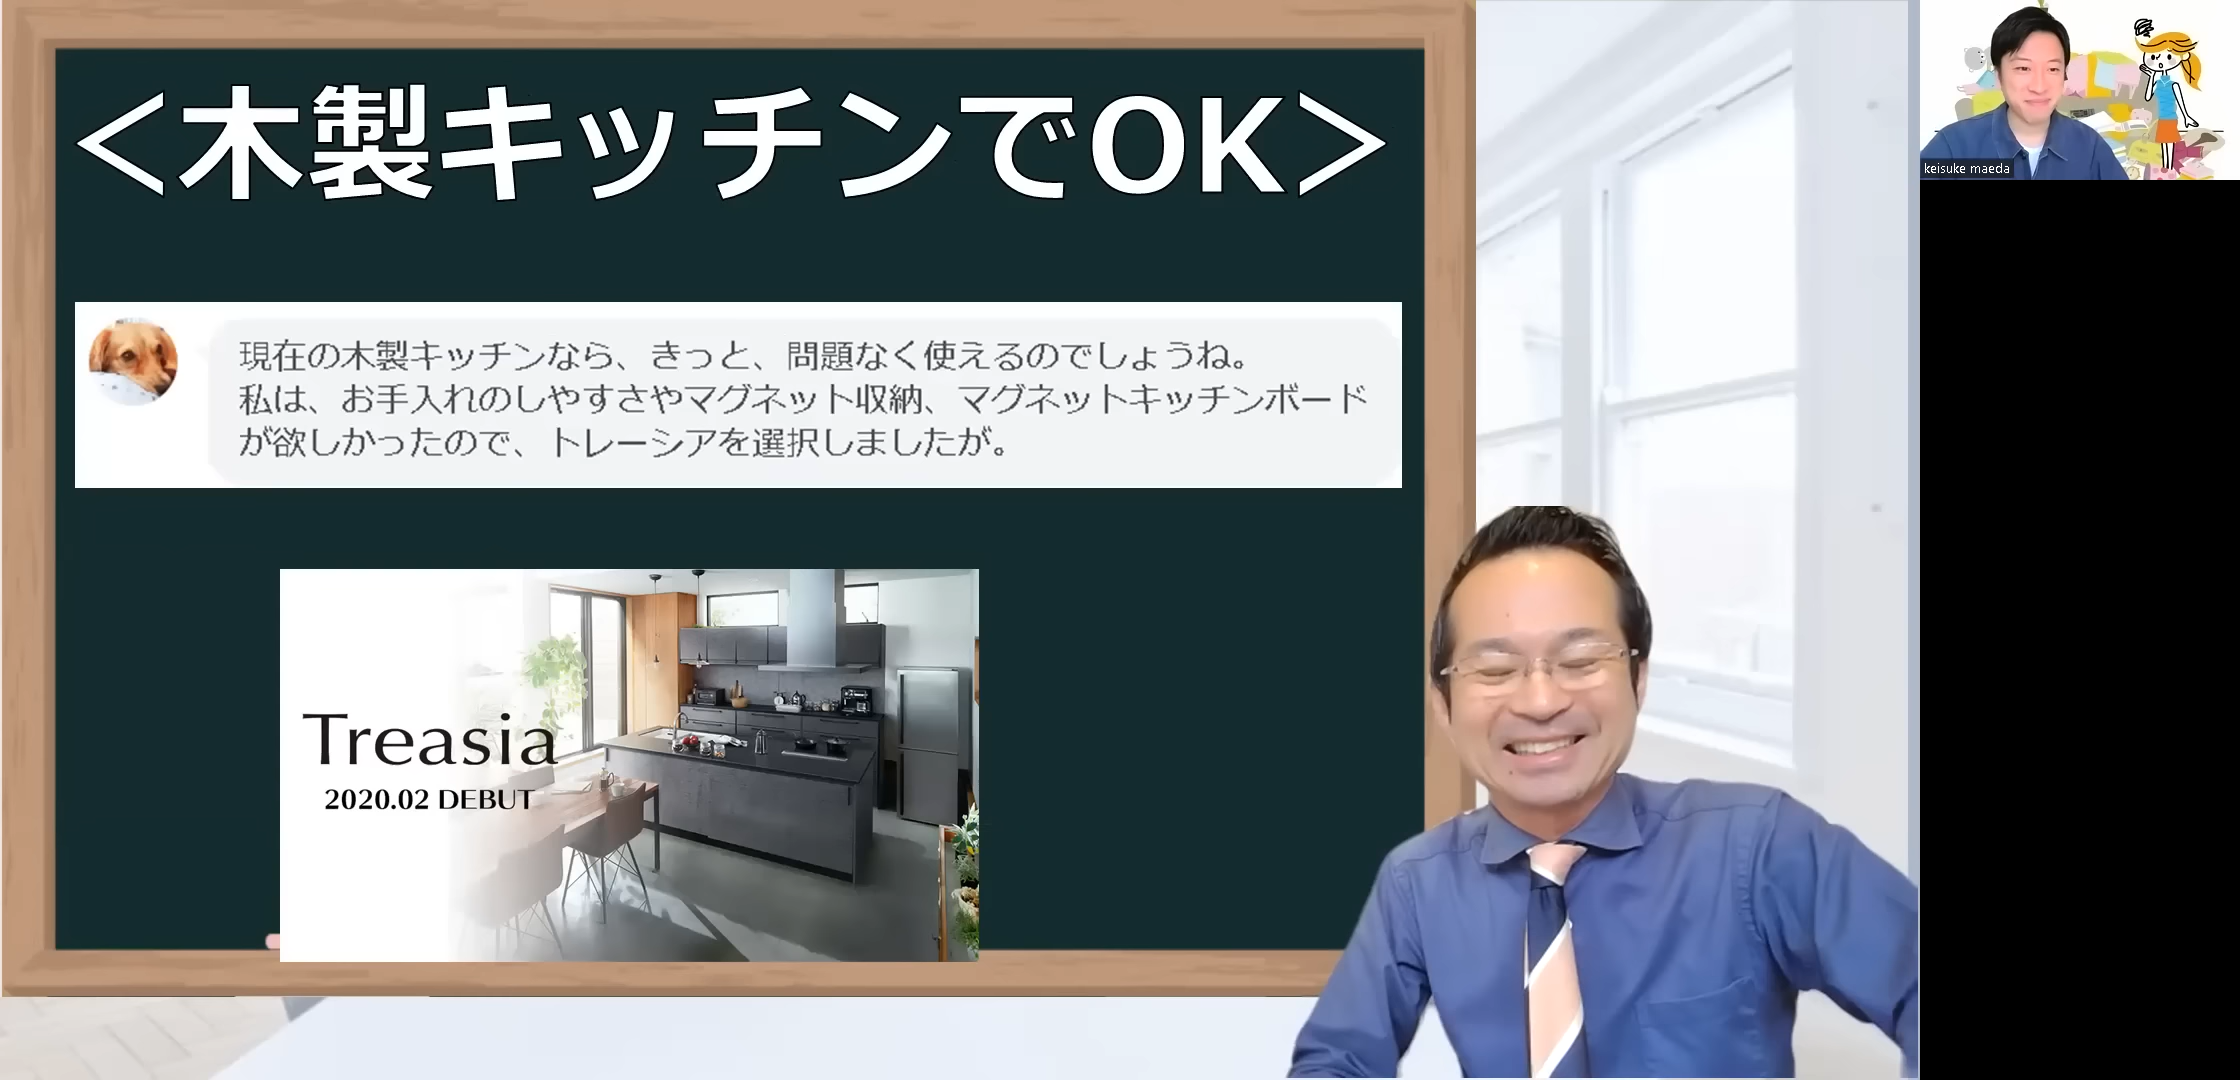 ＜木製キッチンでOK＞
現在の木製キッチンなら、きっと、問題なく使えるのでしょうね。
私は、お手入れのしやすさやマグネット収納、マグネットキッチンボード
が欲しかったので、トレーシアを選択しましたが。
Treasia
2020.02 DEBUT
keisuke maeda